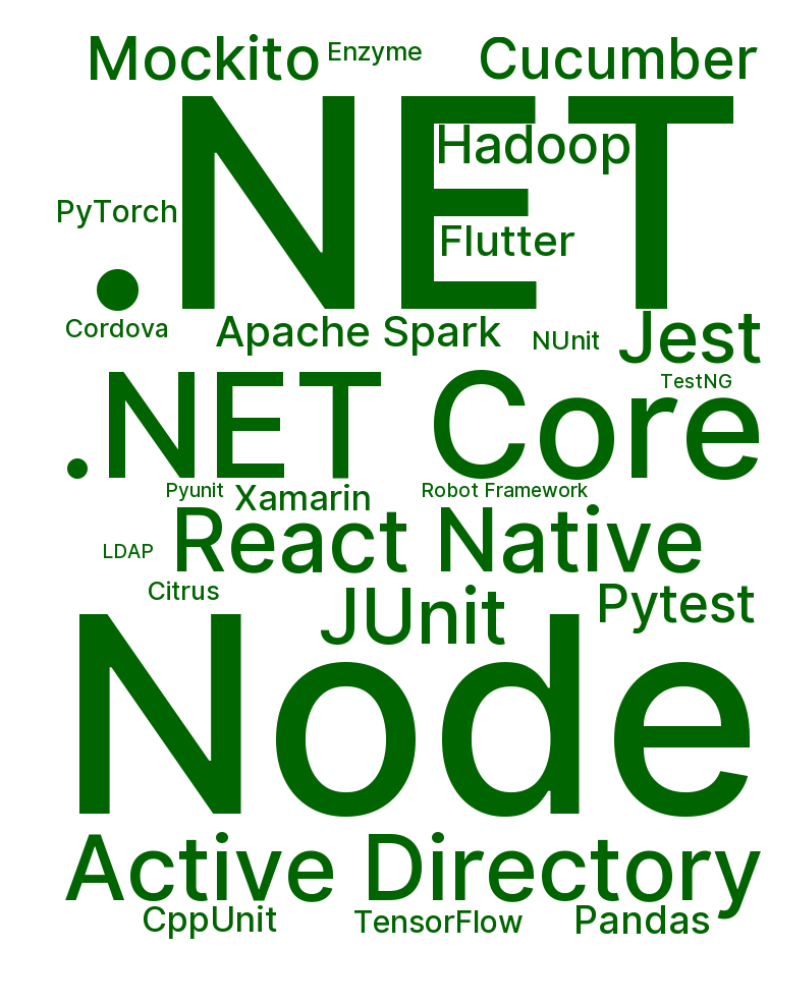 Mockito
Enzyme
Cucumber
.NET
Hadoop
PyTorch
Flutter
Cordova
Apache Spark
NUnit
Jest
TestNG
.NET Core
Pyunit
Xamarin
Robot Framework
React Native
LDAP
Citrus
JUnit
Pytest
Node
Active Directory
CppUnit
TensorFlow
Pandas